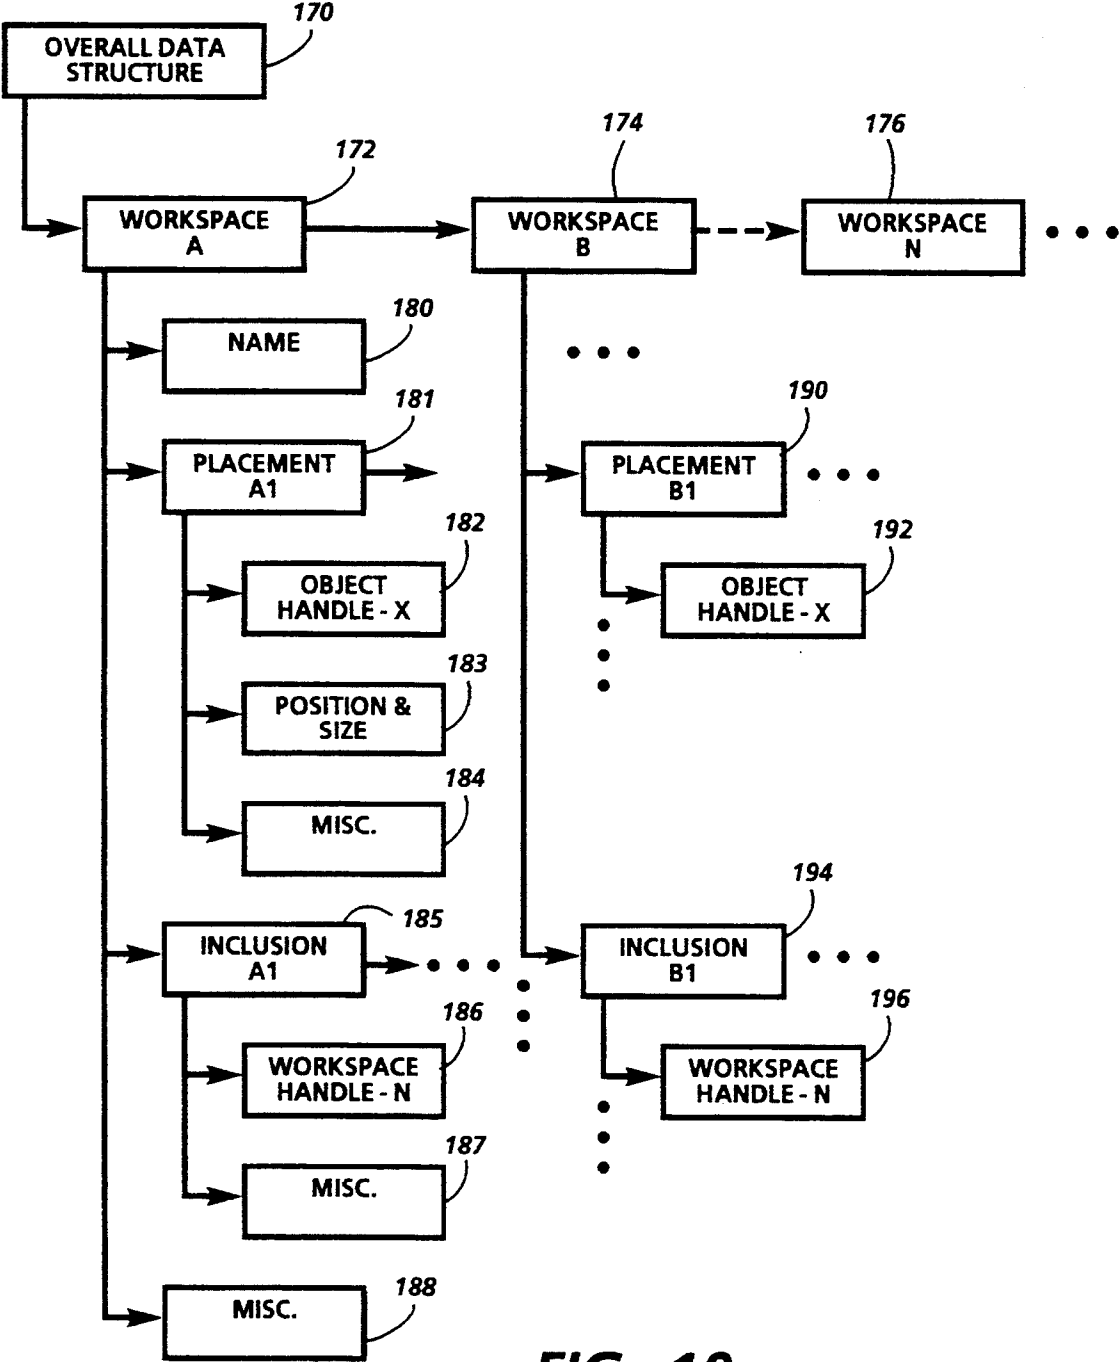 170
OVERALL DATA
STRUCTURE
172
174
176
WORKSPACE
A
WORKSPACE
B
WORKSPACE
N
180
NAME
181
190
PLACEMENT
A1
PLACEMENT
B1
182
192
OBJECT
HANDLE - X
OBJECT
HANDLE - X
183
POSITION &
SIZE
184
MISC.
185
194
INCLUSION
A1
INCLUSION
B1
186
196
WORKSPACE
HANDLE - N
WORKSPACE
HANDLE - N
187
MISC.
188
MISC.